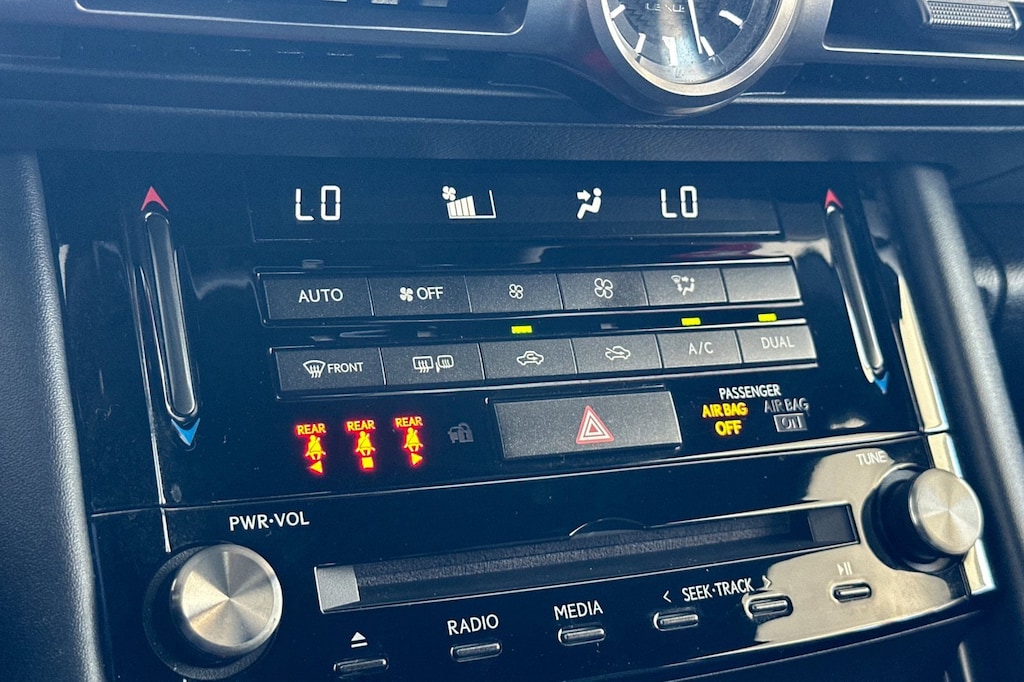 LEXUS
LO LO
AUTO OFF
FRONT A/C DUAL
REAR REAR REAR
PASSENGER
AIR BAG OFF
AIR BAG ON
PWR·VOL
TUNE
RADIO MEDIA < SEEK·TRACK >